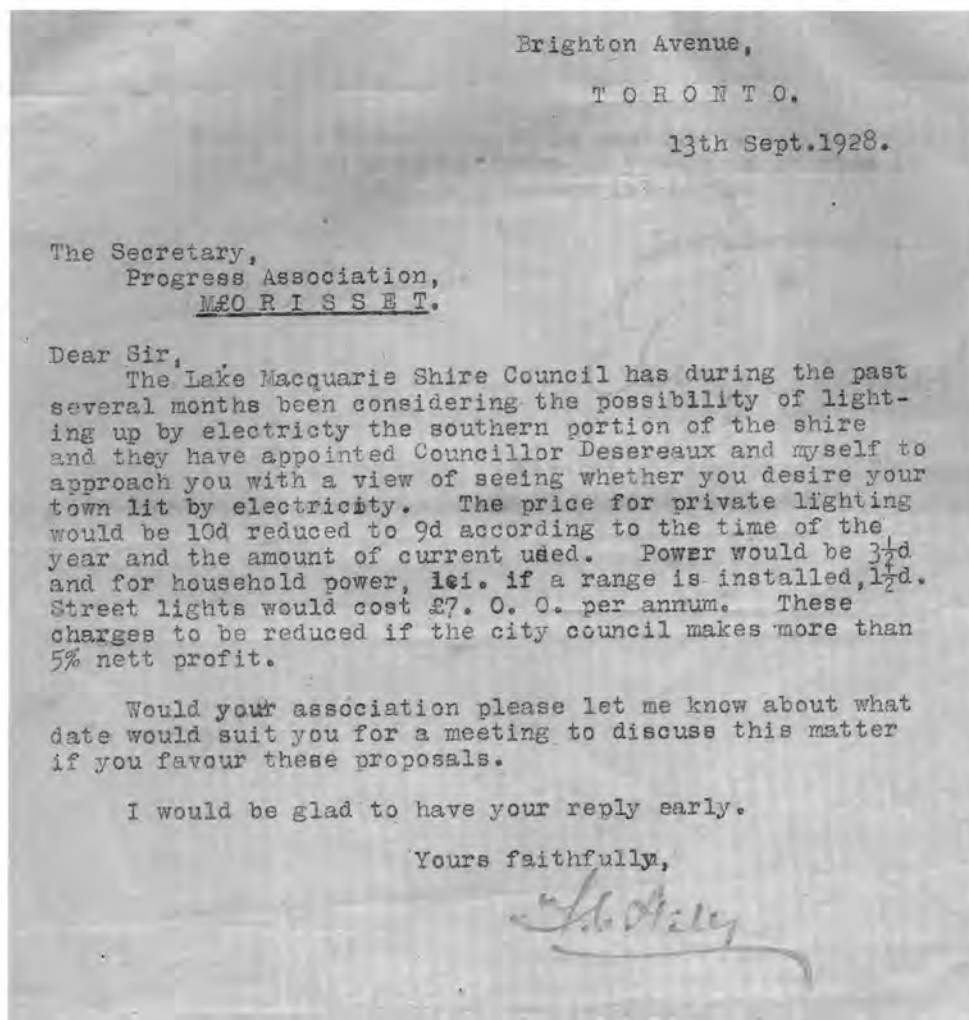 Brighton Avenue,
T O R O N T O.
13th Sept.1928.
The Secretary,
Progress Association,
M£O R I S S E T.
Dear Sir,
The Lake Macquarie Shire Council has during the past
several months been considering the possibility of light-
ing up by electricty the southern portion of the shire
and they have appointed Councillor Desereaux and myself to
approach you with a view of seeing whether you desire your
town lit by electricity. The price for private lighting
would be 10d reduced to 9d according to the time of the
year and the amount of current used. Power would be 3½d
and for household power, i.e. if a range is installed,1½d.
Street lights would cost £7. 0. 0. per annum. These
charges to be reduced if the city council makes more than
5% nett profit.
Would your association please let me know about what
date would suit you for a meeting to discuss this matter
if you favour these proposals.
I would be glad to have your reply early.
Yours faithfully,